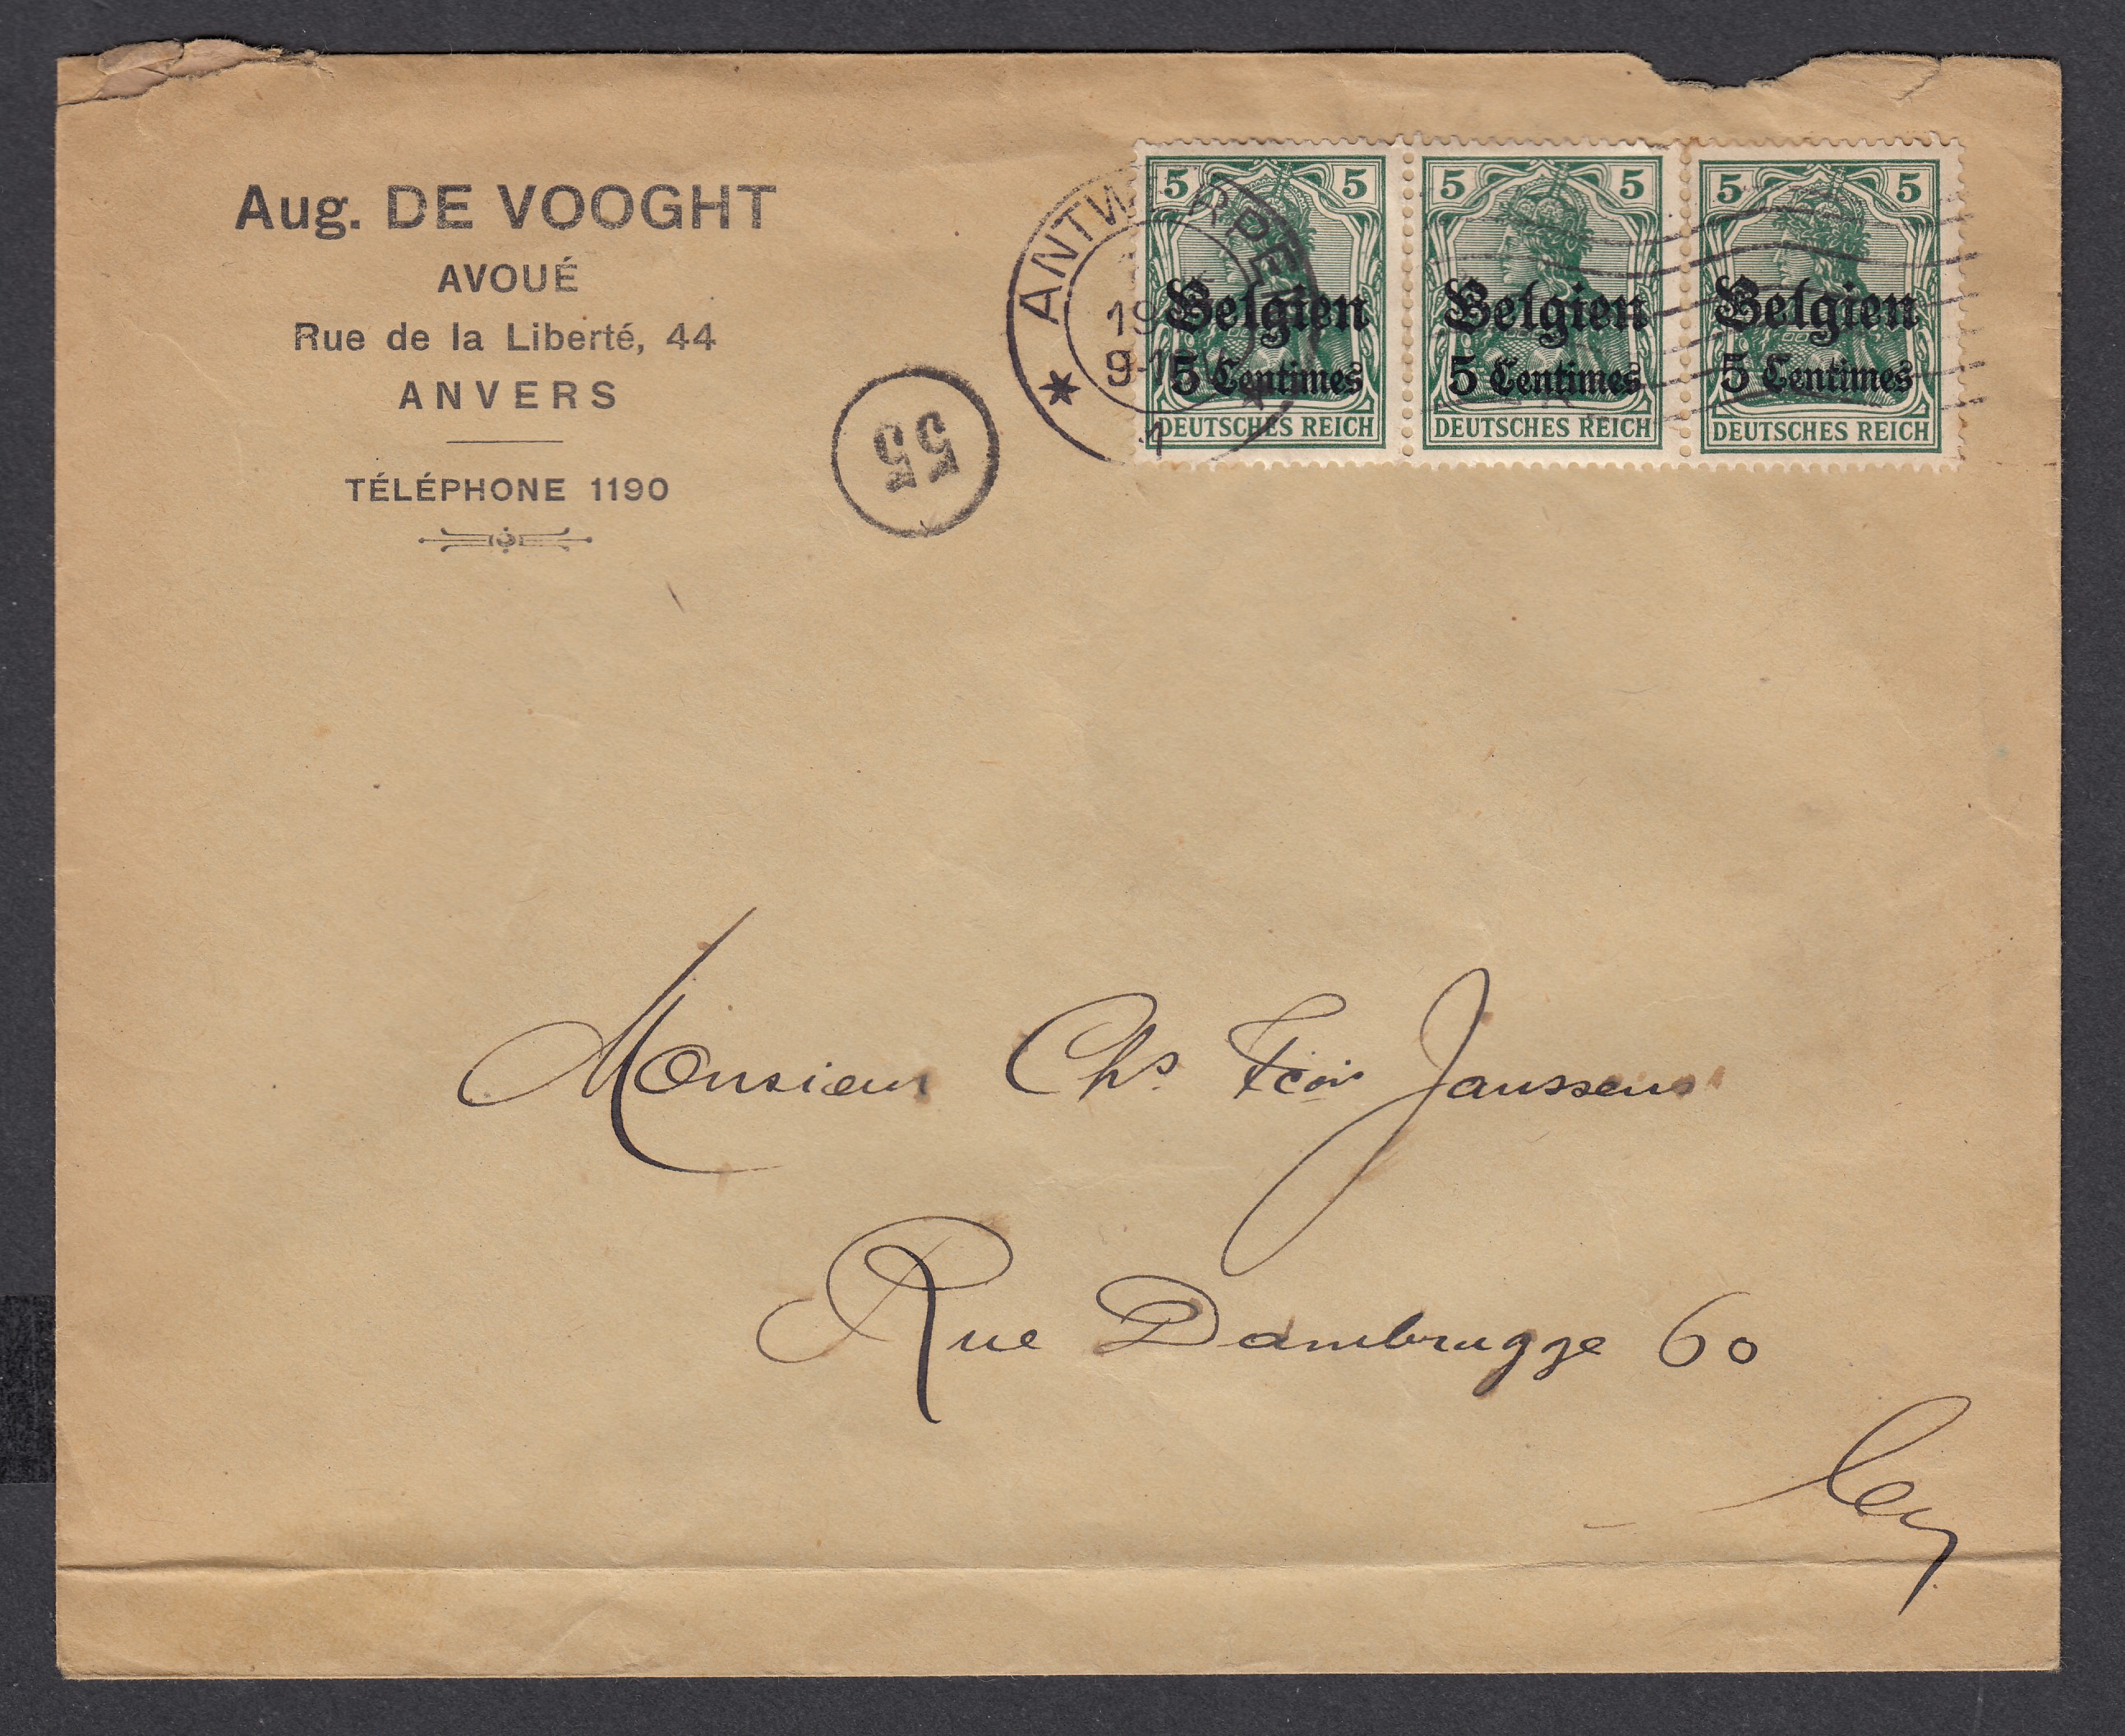 Aug. DE VOOGHT
AVOUÉ
Rue de la Liberté, 44
ANVERS
TÉLÉPHONE 1190
55
ANTWERPEN
5 5
Belgien
5 Centimes
DEUTSCHES REICH
5 5
Belgien
5 Centimes
DEUTSCHES REICH
5 5
Belgien
5 Centimes
DEUTSCHES REICH
Monsieur Chs. Fcois Janssens
Rue Dambrugge 60